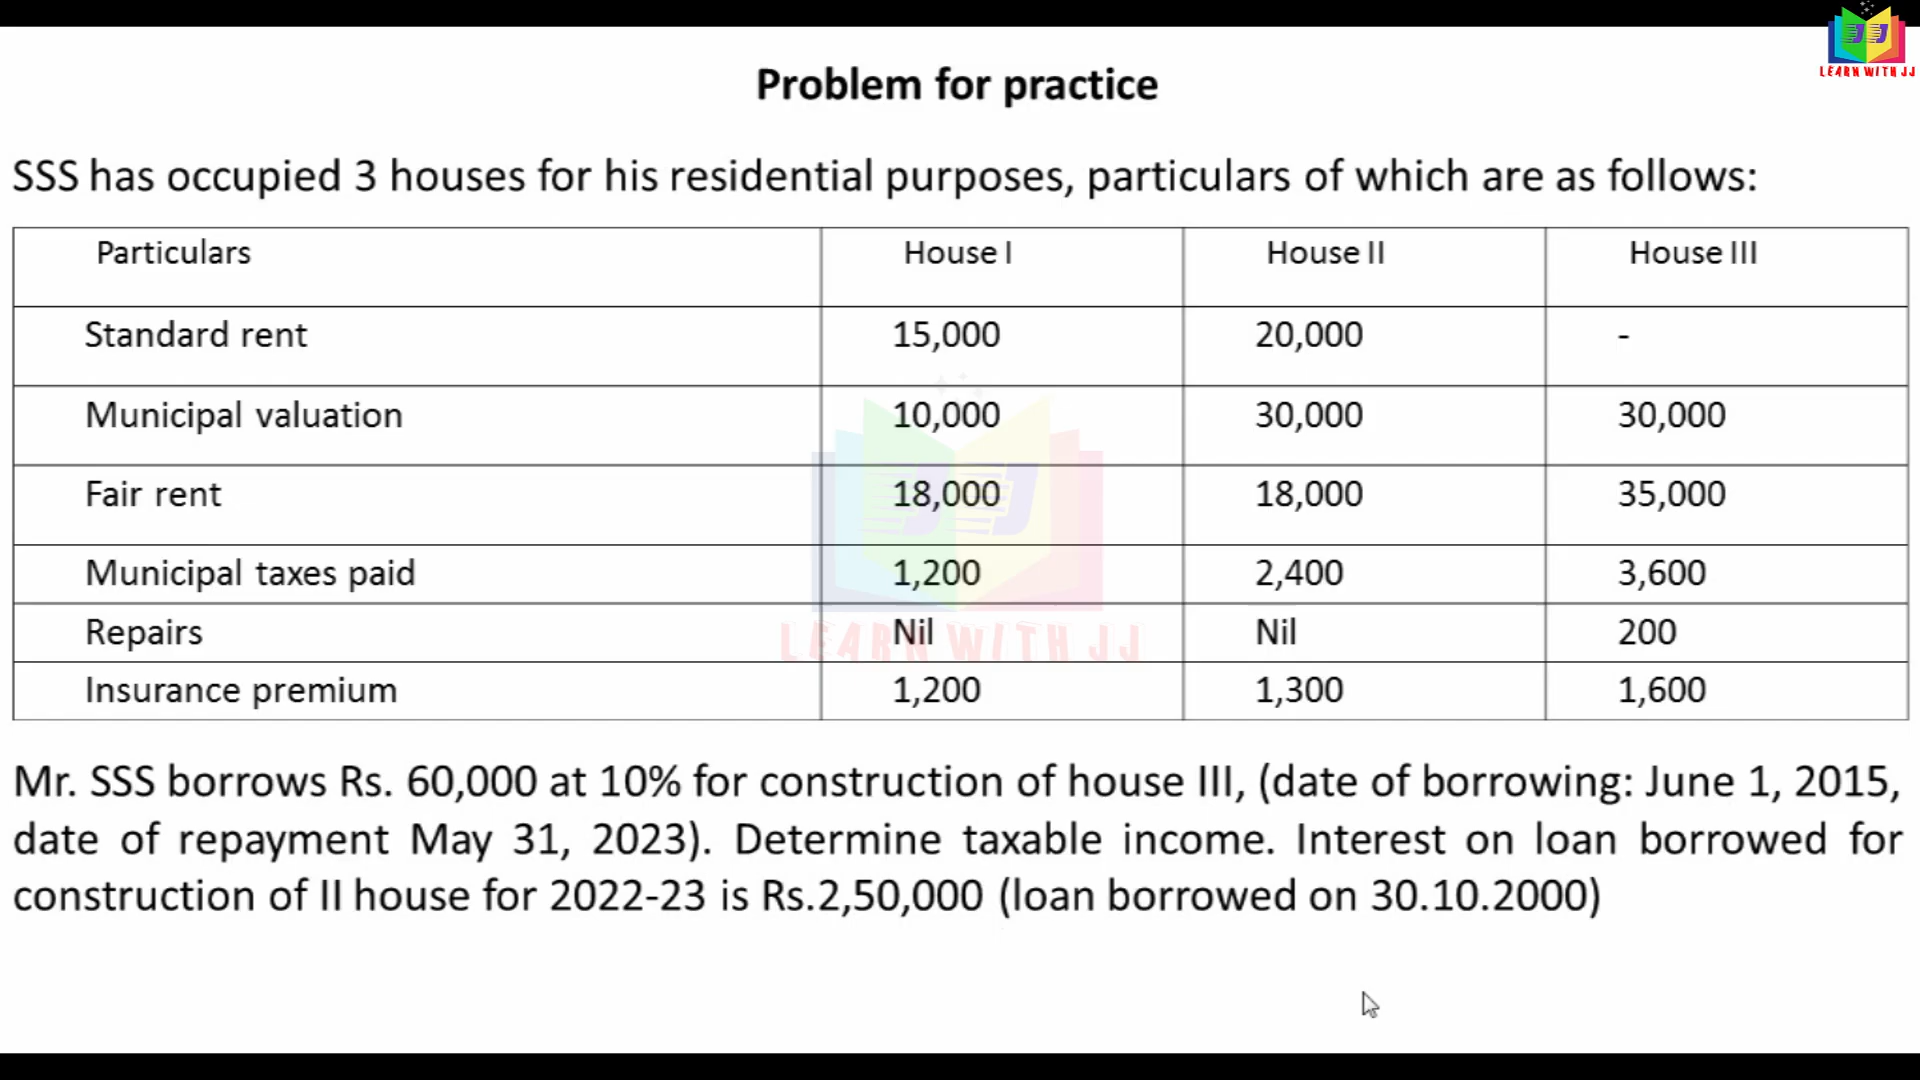 LEARN WITH JJ
Problem for practice
SSS has occupied 3 houses for his residential purposes, particulars of which are as follows:
Particulars House I House II House III
Standard rent 15,000 20,000 -
Municipal valuation 10,000 30,000 30,000
Fair rent 18,000 18,000 35,000
Municipal taxes paid 1,200 2,400 3,600
Repairs Nil Nil 200
Insurance premium 1,200 1,300 1,600
LEARN WITH JJ
Mr. SSS borrows Rs. 60,000 at 10% for construction of house III, (date of borrowing: June 1, 2015,
date of repayment May 31, 2023). Determine taxable income. Interest on loan borrowed for
construction of II house for 2022-23 is Rs.2,50,000 (loan borrowed on 30.10.2000)